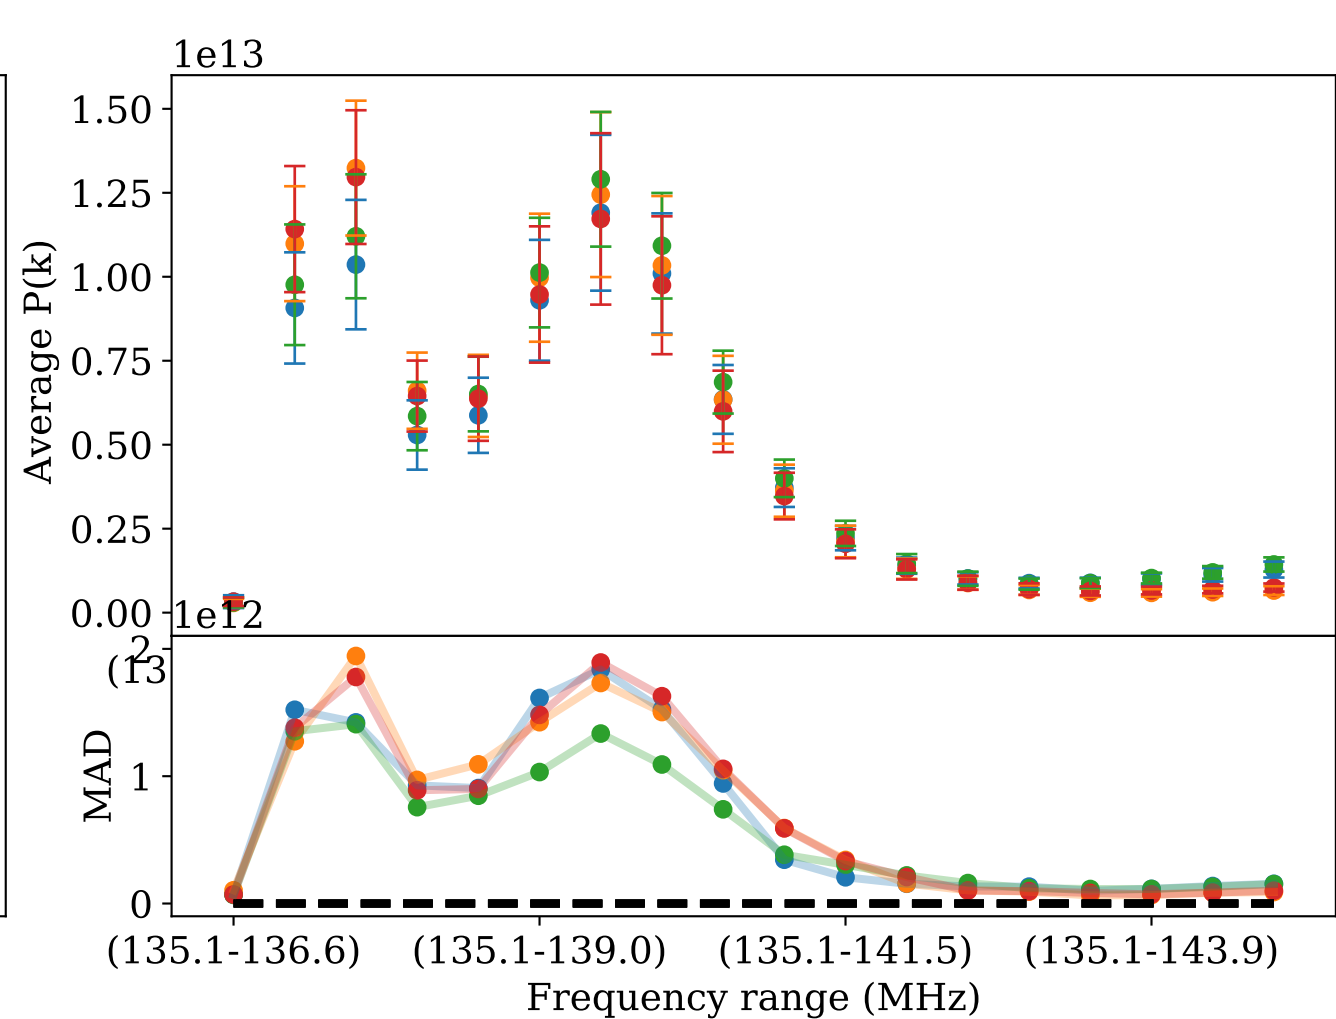 1e13
1.50
1.25
1.00
0.75
0.50
0.25
0.00
Average P(k)
1e12
2
(13
1
0
MAD
(135.1-136.6) (135.1-139.0) (135.1-141.5) (135.1-143.9)
Frequency range (MHz)